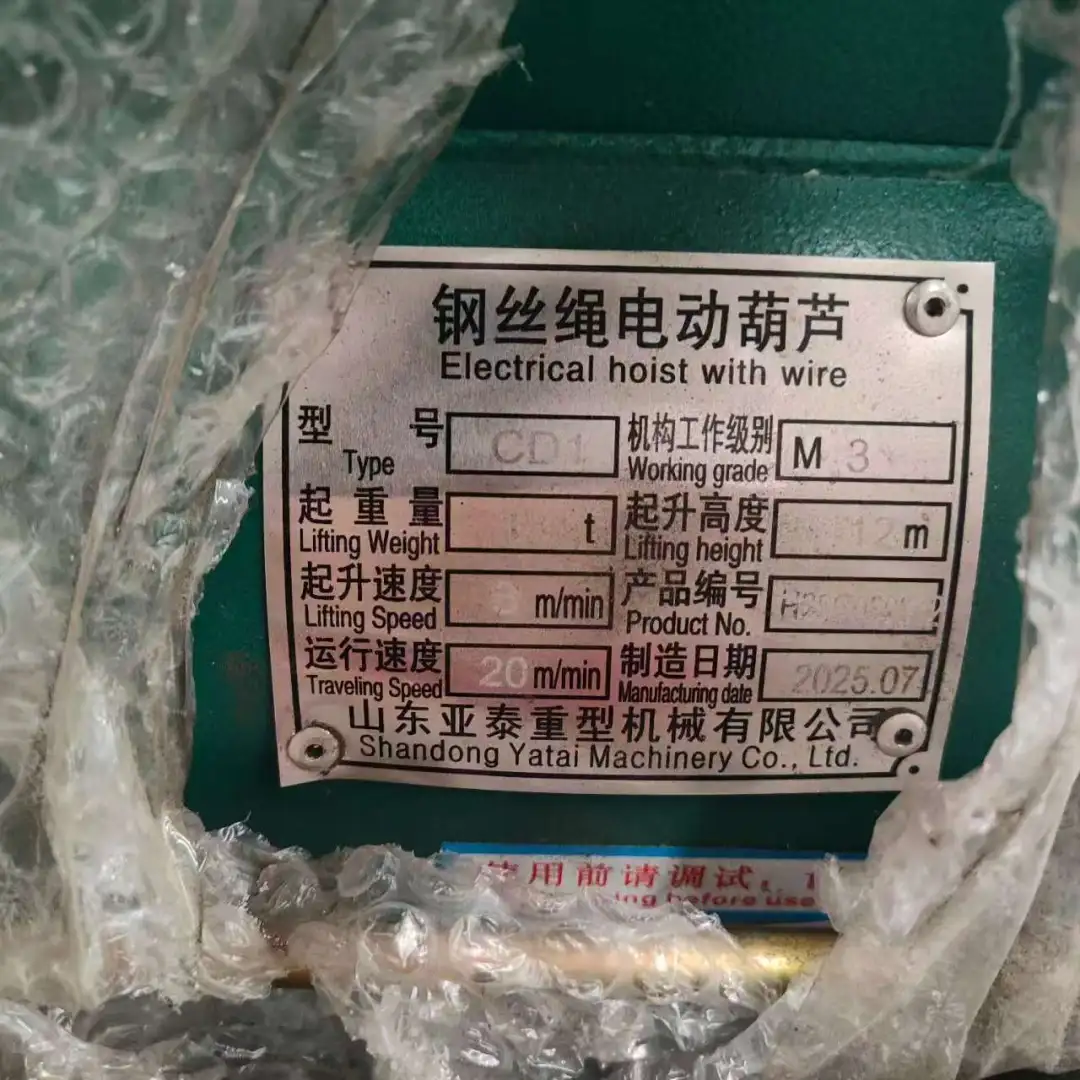 钢丝绳电动葫芦
Electrical hoist with wire
型 号 CD1 机构工作级别 M 3
Type Working grade
起 重 量 t 起升高度 12 m
Lifting Weight Lifting height
起升速度 m/min 产品编号
Lifting Speed Product No.
运行速度 20 m/min 制造日期 2025.07
Traveling Speed Manufacturing date
山东亚泰重型机械有限公司
Shandong Yatai Machinery Co., Ltd.
用前请调试,
before use